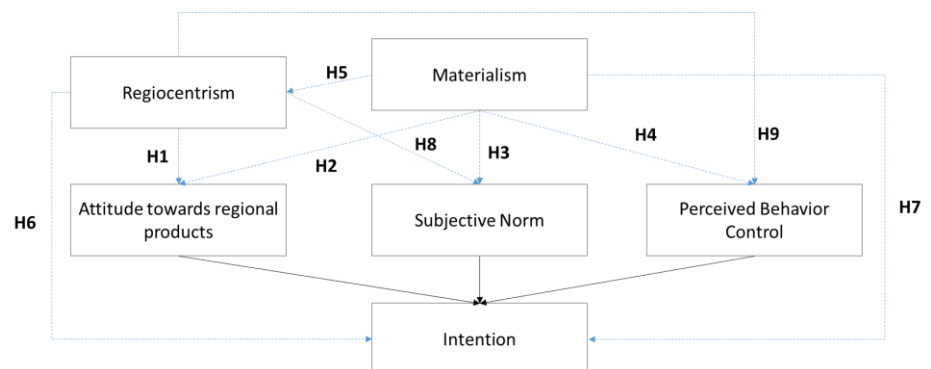 Regiocentrism
H5
Materialism
H1
H2
H8
H3
H4
H9
H6
Attitude towards regional
products
Subjective Norm
Perceived Behavior
Control
H7
Intention